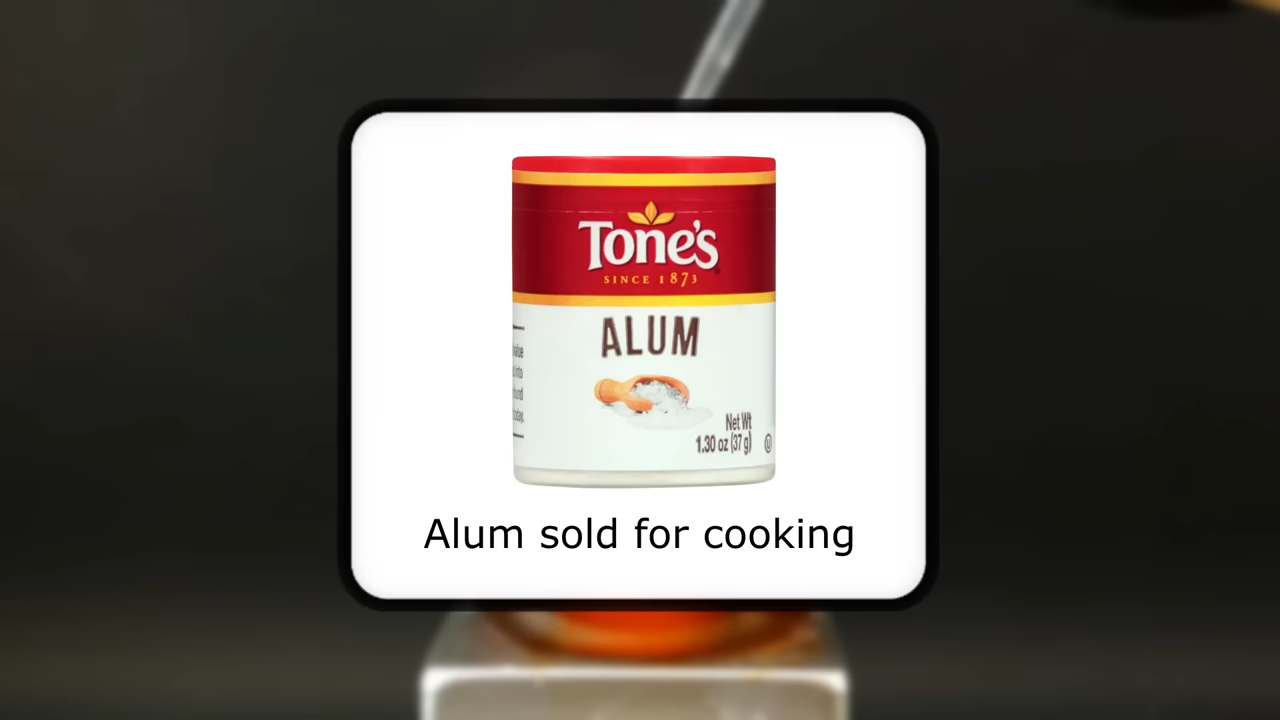 Tone's
SINCE 1873
ALUM
Net Wt
1.30 oz (37 g)
Alum sold for cooking